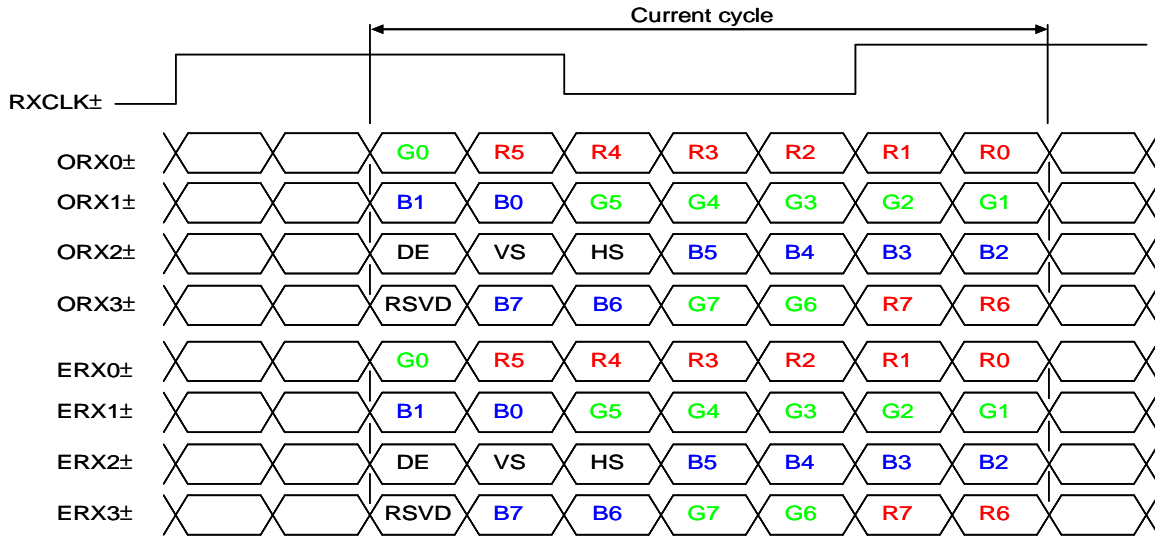 Current cycle
RXCLK±
ORX0± G0 R5 R4 R3 R2 R1 R0
ORX1± B1 B0 G5 G4 G3 G2 G1
ORX2± DE VS HS B5 B4 B3 B2
ORX3± RSVD B7 B6 G7 G6 R7 R6
ERX0± G0 R5 R4 R3 R2 R1 R0
ERX1± B1 B0 G5 G4 G3 G2 G1
ERX2± DE VS HS B5 B4 B3 B2
ERX3± RSVD B7 B6 G7 G6 R7 R6